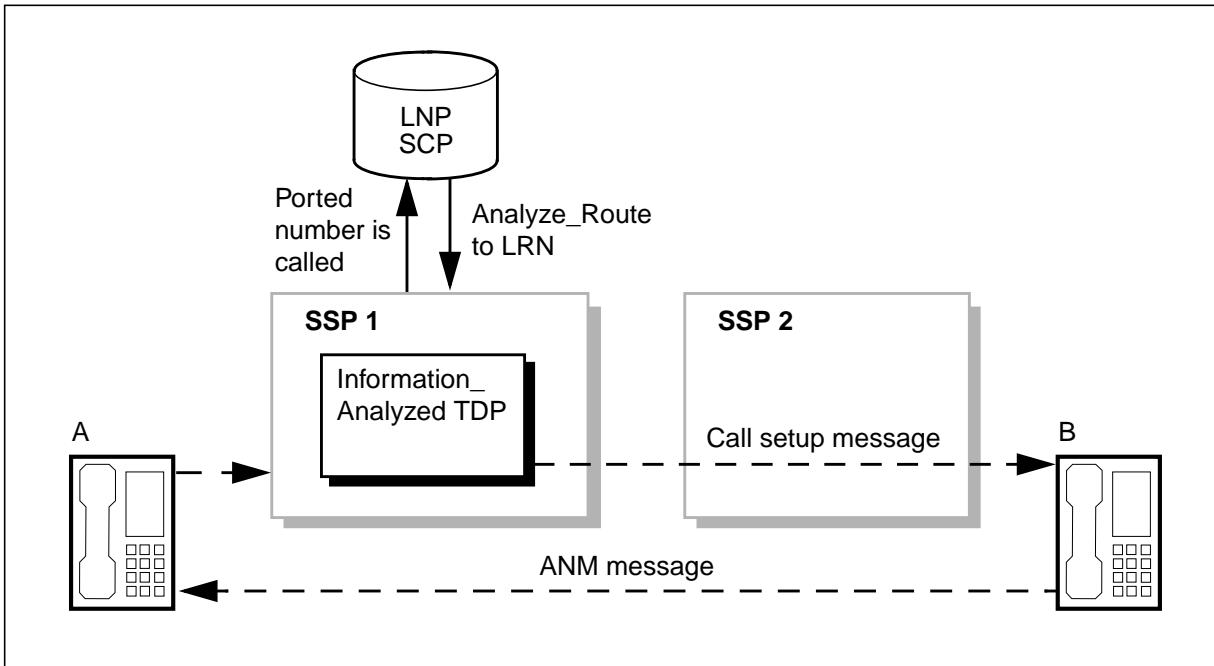 LNP
SCP
Ported
number is
called
Analyze_Route
to LRN
SSP 1
SSP 2
Information_
Analyzed TDP
A
Call setup message
B
ANM message